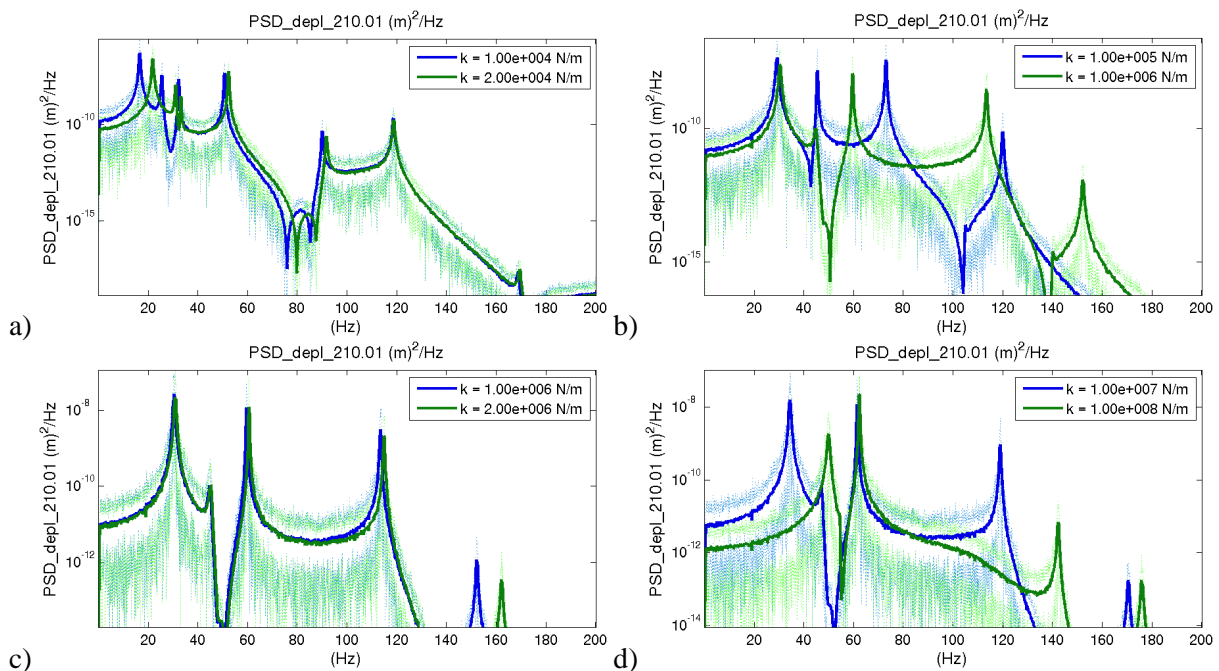 PSD_depl_210.01 (m)²/Hz
PSD_depl_210.01 (m)²/Hz
k = 1.00e+004 N/m
k = 2.00e+004 N/m
10⁻¹⁰
10⁻¹⁵
20 40 60 80 100 120 140 160 180 200
(Hz)
a)
PSD_depl_210.01 (m)²/Hz
PSD_depl_210.01 (m)²/Hz
k = 1.00e+005 N/m
k = 1.00e+006 N/m
10⁻¹⁰
10⁻¹⁵
20 40 60 80 100 120 140 160 180 200
(Hz)
b)
PSD_depl_210.01 (m)²/Hz
PSD_depl_210.01 (m)²/Hz
k = 1.00e+006 N/m
k = 2.00e+006 N/m
10⁻⁸
10⁻¹⁰
10⁻¹²
20 40 60 80 100 120 140 160 180 200
(Hz)
c)
PSD_depl_210.01 (m)²/Hz
PSD_depl_210.01 (m)²/Hz
k = 1.00e+007 N/m
k = 1.00e+008 N/m
10⁻⁸
10⁻¹⁰
10⁻¹²
10⁻¹⁴
20 40 60 80 100 120 140 160 180 200
(Hz)
d)